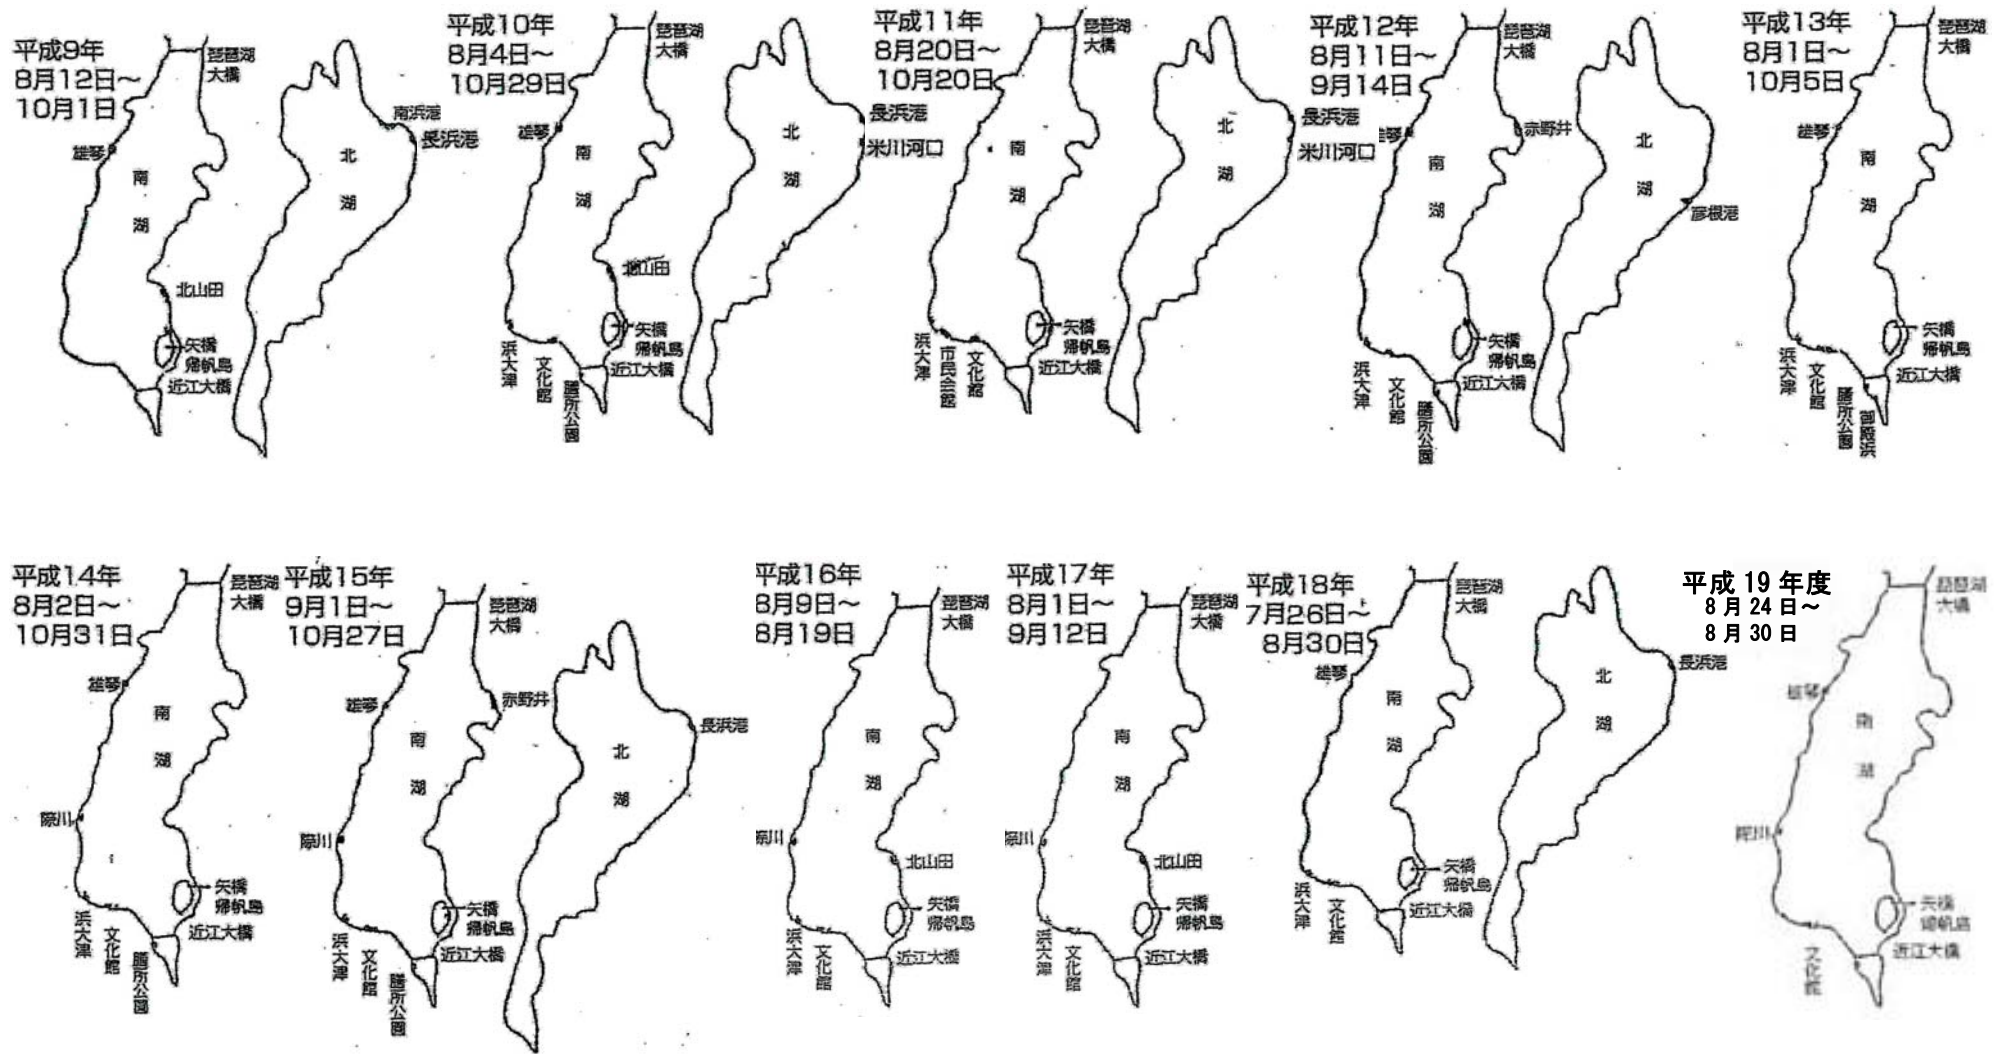 平成9年
8月12日～
10月1日
琵琶湖
大橋
雄琴
南
湖
北山田
矢橋
帰帆島
近江大橋
北
湖
南浜港
長浜港
平成10年
8月4日～
10月29日
琵琶湖
大橋
雄琴
南
湖
北山田
矢橋
帰帆島
近江大橋
浜大津
文化館
膳所公園
北
湖
長浜港
米川河口
平成11年
8月20日～
10月20日
琵琶湖
大橋
南
湖
矢橋
帰帆島
近江大橋
浜大津
市民会館
文化館
北
湖
長浜港
米川河口
平成12年
8月11日～
9月14日
琵琶湖
大橋
雄琴
赤野井
南
湖
矢橋
帰帆島
近江大橋
浜大津
文化館
膳所公園
北
湖
彦根港
平成13年
8月1日～
10月5日
琵琶湖
大橋
雄琴
南
湖
矢橋
帰帆島
近江大橋
浜大津
文化館
膳所公園
御殿浜
平成14年
8月2日～
10月31日
琵琶湖
大橋
雄琴
南
湖
際川
矢橋
帰帆島
近江大橋
浜大津
文化館
膳所公園
平成15年
9月1日～
10月27日
琵琶湖
大橋
雄琴
赤野井
南
湖
際川
矢橋
帰帆島
近江大橋
浜大津
文化館
膳所公園
北
湖
長浜港
平成16年
8月9日～
8月19日
琵琶湖
大橋
南
湖
際川
北山田
矢橋
帰帆島
近江大橋
浜大津
文化館
平成17年
8月1日～
9月12日
琵琶湖
大橋
南
湖
際川
北山田
矢橋
帰帆島
近江大橋
浜大津
文化館
平成18年
7月26日～
8月30日
琵琶湖
大橋
雄琴
南
湖
矢橋
帰帆島
近江大橋
浜大津
文化館
北
湖
長浜港
平成 19 年度
8 月 24 日～
8 月 30 日
琵琶湖
大橋
雄琴
南
湖
際川
矢橋
帰帆島
近江大橋
文化館